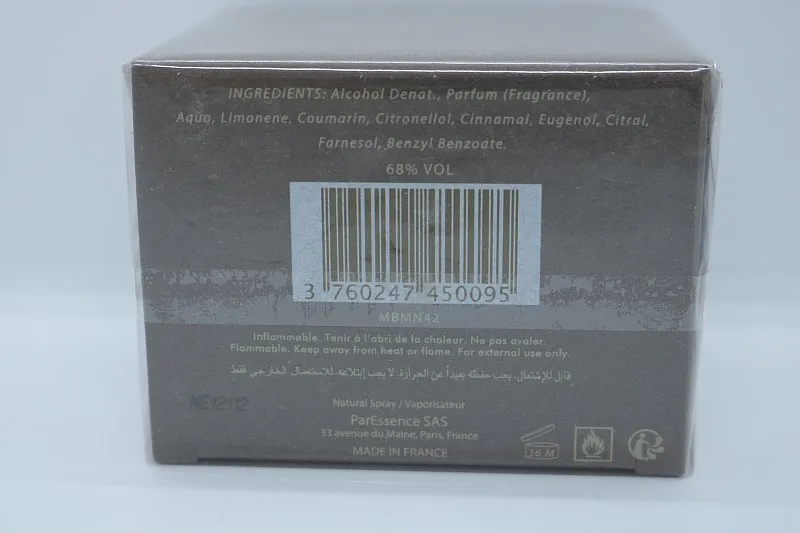 INGREDIENTS: Alcohol Denat., Parfum (Fragrance),
Aqua, Limonene, Coumarin, Citronellol, Cinnamal, Eugenol, Citral,
Farnesol, Benzyl Benzoate.
68% VOL
3 760247 450095
MBMN42
Inflammable. Tenir à l'abri de la chaleur. Ne pas avaler.
Flammable. Keep away from heat or flame. For external use only.
قابل للإشتعال. يجب حفظه بعيداً عن الحرارة. لا يجب إبتلاعه. للاستعمال الخارجي فقط
Natural Spray / Vaporisateur
ParEssence SAS
33 avenue du Maine, Paris, France
MADE IN FRANCE
36 M